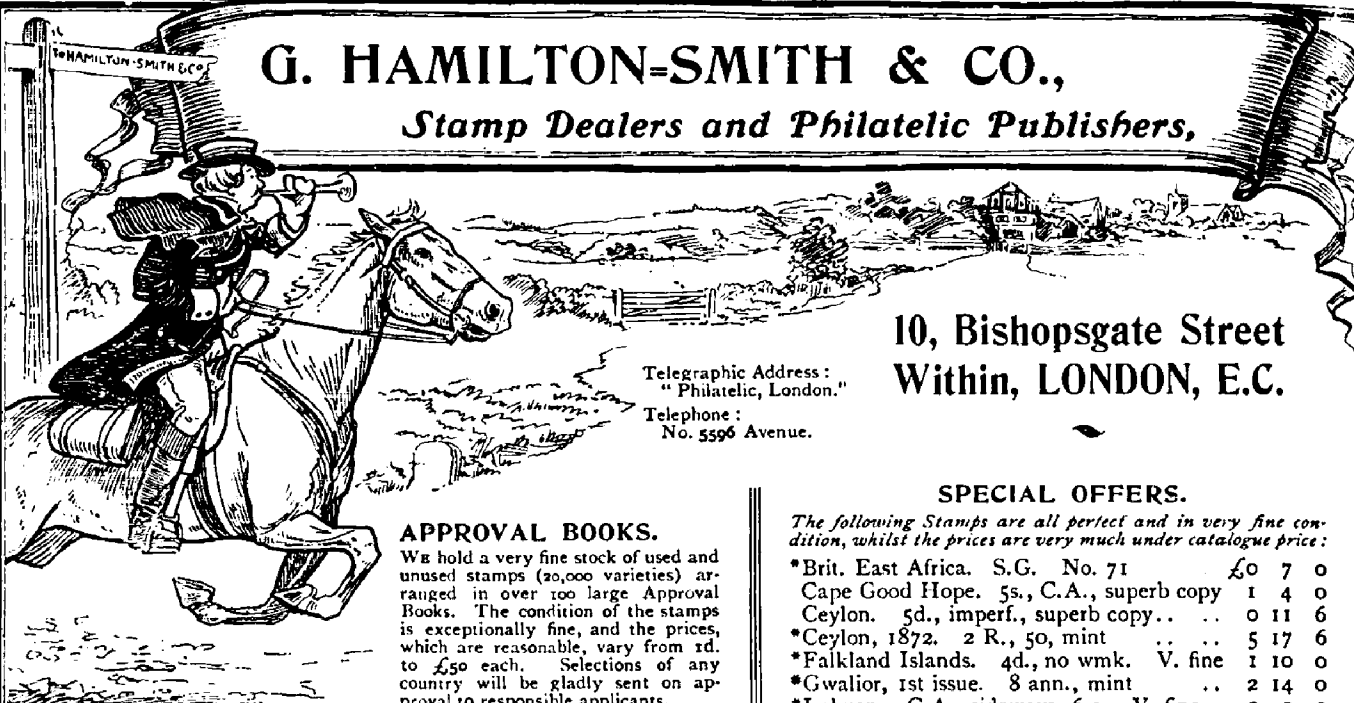 TO HAMILTON-SMITH & CO.
G. HAMILTON=SMITH & CO.,
Stamp Dealers and Philatelic Publishers,
10, Bishopsgate Street
Within, LONDON, E.C.
Telegraphic Address :
" Philatelic, London."
Telephone :
No. 5596 Avenue.
APPROVAL BOOKS.
WE hold a very fine stock of used and
unused stamps (20,000 varieties) ar-
ranged in over 100 large Approval
Books. The condition of the stamps
is exceptionally fine, and the prices,
which are reasonable, vary from 1d.
to £50 each. Selections of any
country will be gladly sent on ap-
proval to responsible applicants.
SPECIAL OFFERS.
The following Stamps are all perfect and in very fine con-
dition, whilst the prices are very much under catalogue price :
*Brit. East Africa. S.G. No. 71 £0 7 0
Cape Good Hope. 5s., C.A., superb copy 1 4 0
Ceylon. 5d., imperf., superb copy.. .. 0 11 6
*Ceylon, 1872. 2 R., 50, mint .. .. 5 17 6
*Falkland Islands. 4d., no wmk. V. fine 1 10 0
*Gwalior, 1st issue. 8 ann., mint .. 2 14 0